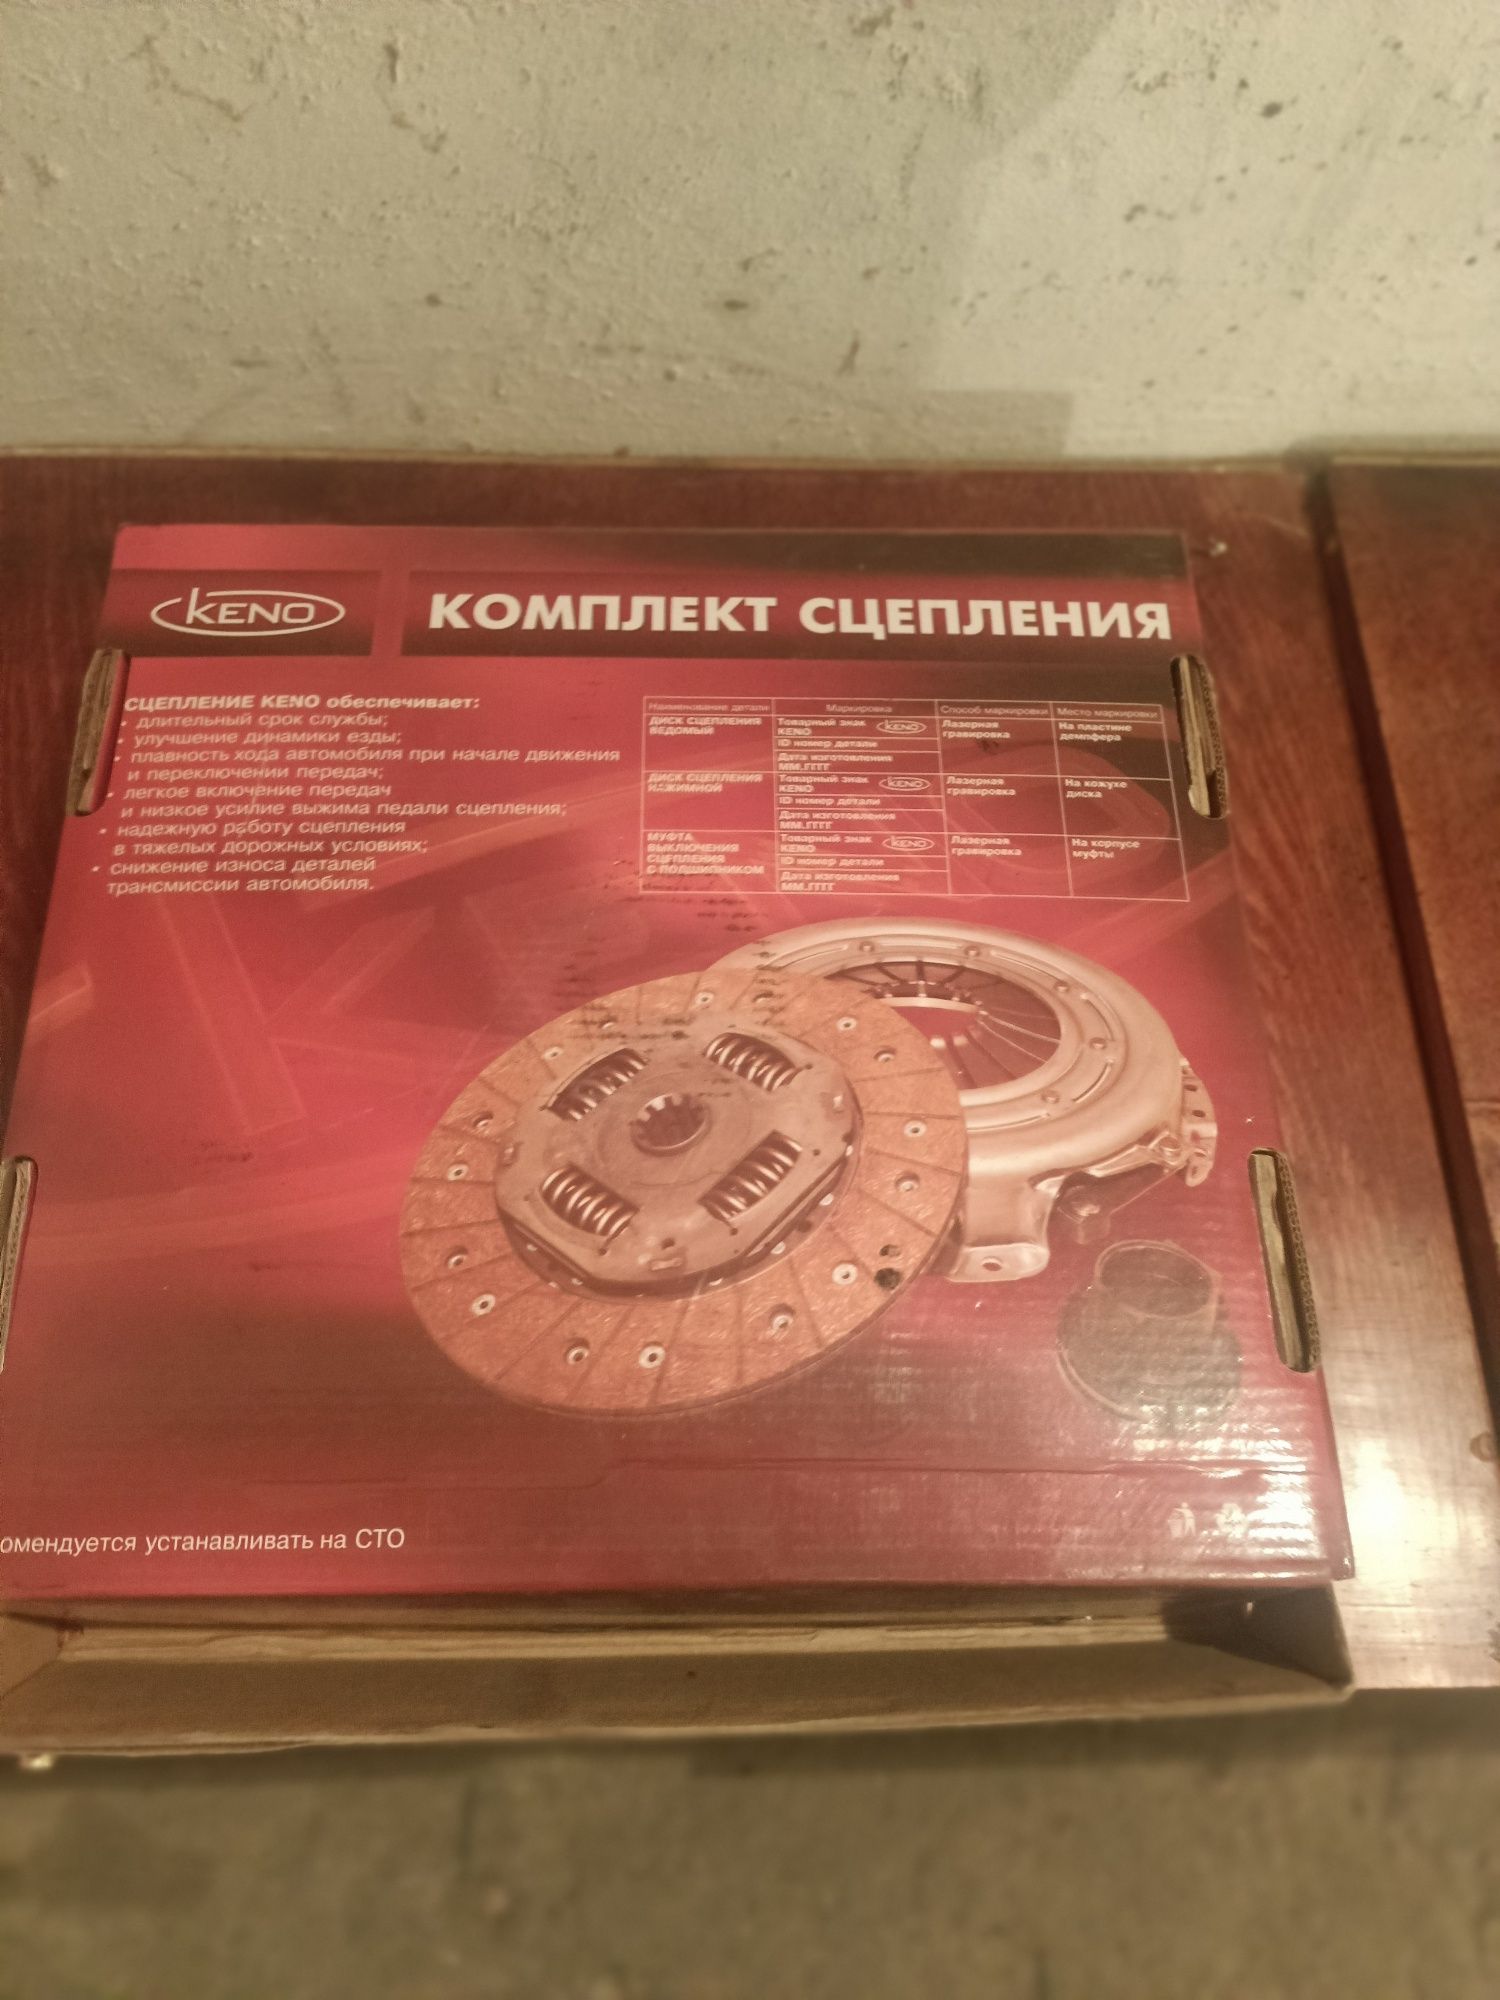 KENO
КОМПЛЕКТ СЦЕПЛЕНИЯ
СЦЕПЛЕНИЕ KENO обеспечивает:
• длительный срок службы;
• улучшение динамики езды;
• плавность хода автомобиля при начале движения
и переключении передач;
• легкое включение передач
и низкое усилие выжима педали сцепления;
• надежную работу сцепления
в тяжелых дорожных условиях;
• снижение износа деталей
трансмиссии автомобиля.
Наименование детали Маркировка Способ маркировки Место маркировки
ДИСК СЦЕПЛЕНИЯ ВЕДОМЫЙ
Товарный знак KENO KENO
ID номер детали
Дата изготовления ММ.ГГГГ
Лазерная гравировка
На пластине демпфера
ДИСК СЦЕПЛЕНИЯ НАЖИМНОЙ
Товарный знак KENO KENO
ID номер детали
Дата изготовления ММ.ГГГГ
Лазерная гравировка
На кожухе диска
МУФТА ВЫКЛЮЧЕНИЯ СЦЕПЛЕНИЯ С ПОДШИПНИКОМ
Товарный знак KENO KENO
ID номер детали
Дата изготовления ММ.ГГГГ
Лазерная гравировка
На корпусе муфты
омендуется устанавливать на СТО